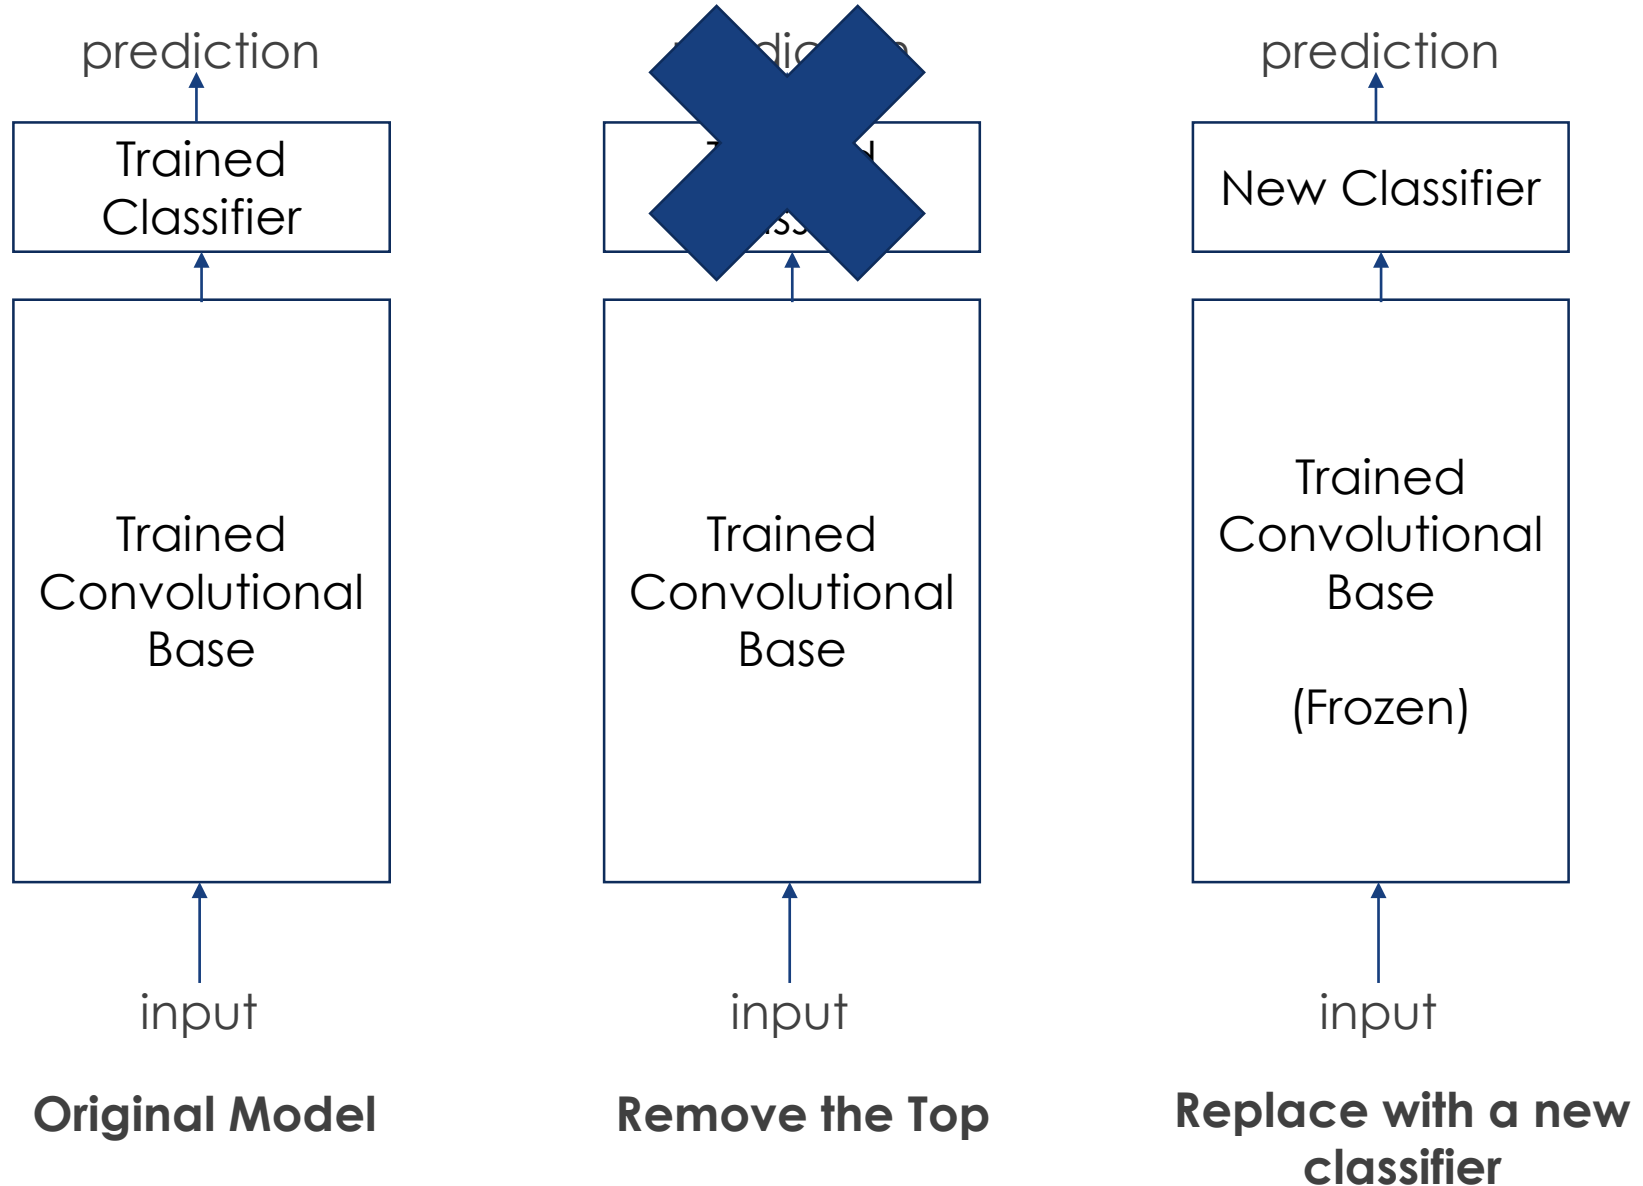 prediction
Trained
Classifier
Trained
Convolutional
Base
input
Original Model
Trained
Convolutional
Base
input
Remove the Top
prediction
New Classifier
Trained
Convolutional
Base
(Frozen)
input
Replace with a new
classifier